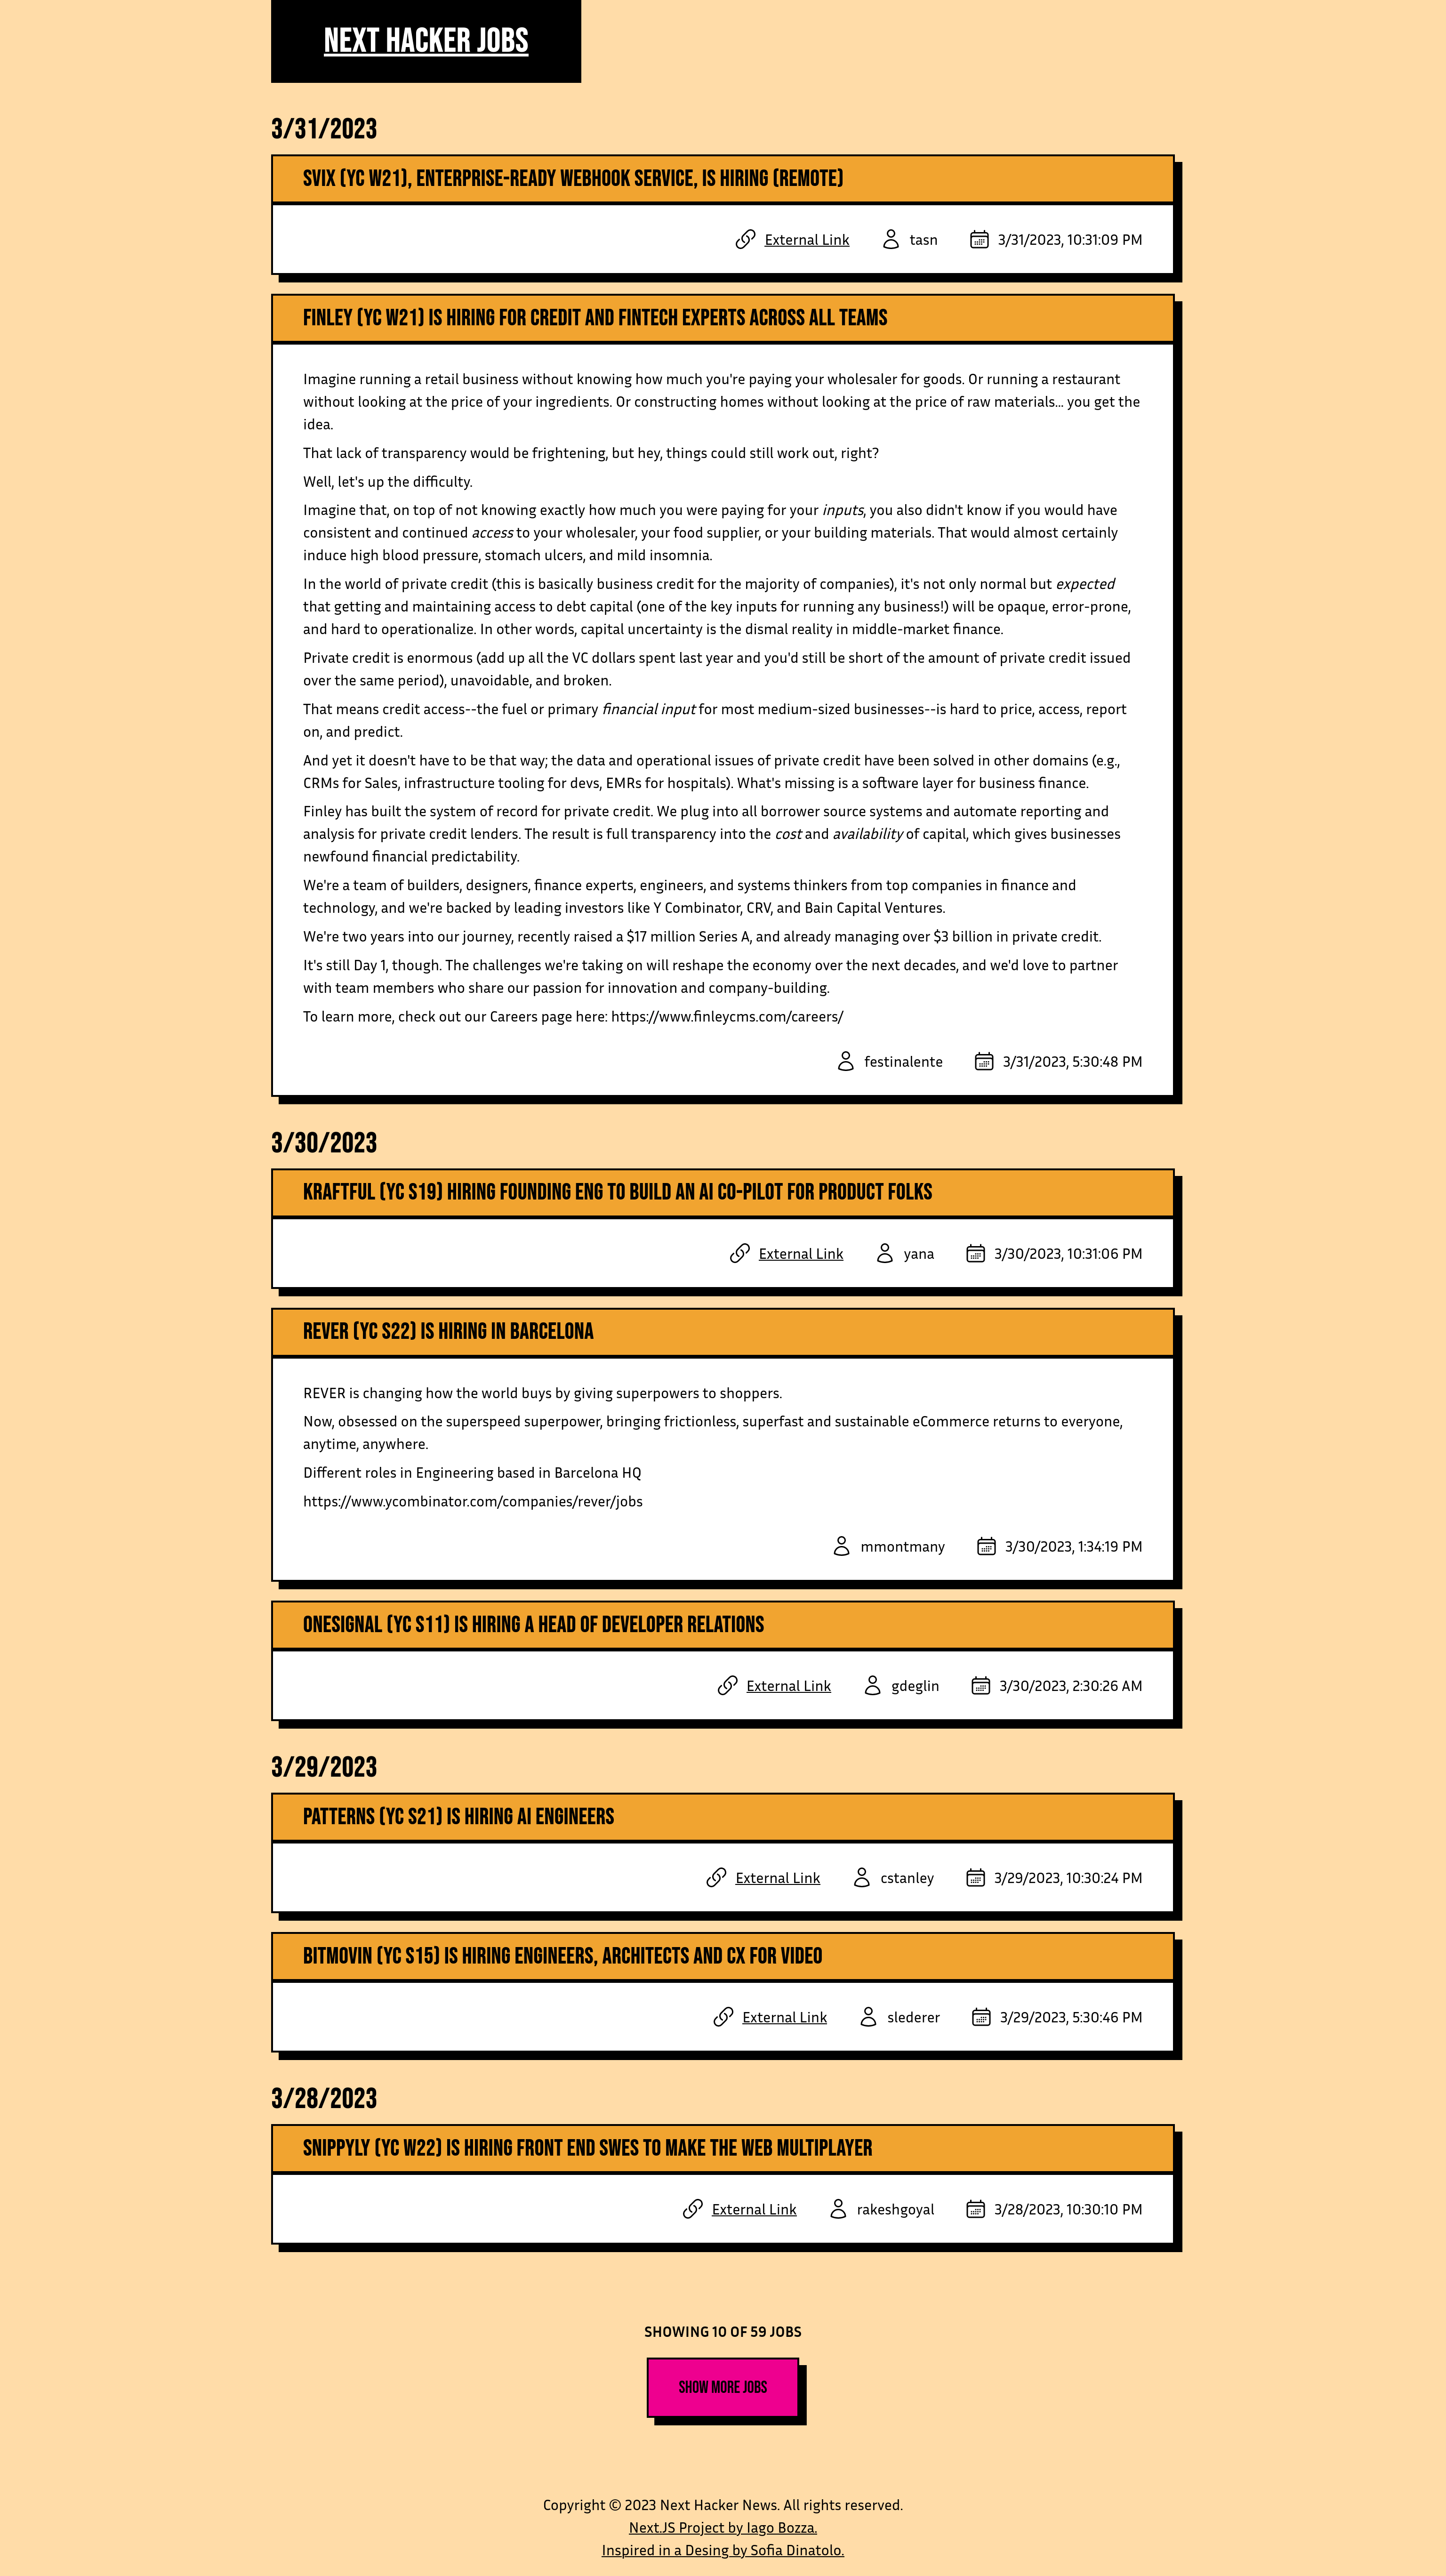 NEXT HACKER JOBS
3/31/2023
SVIX (YC W21), ENTERPRISE-READY WEBHOOK SERVICE, IS HIRING (REMOTE)
External Link tasn 3/31/2023, 10:31:09 PM
FINLEY (YC W21) IS HIRING FOR CREDIT AND FINTECH EXPERTS ACROSS ALL TEAMS
Imagine running a retail business without knowing how much you're paying your wholesaler for goods. Or running a restaurant
without looking at the price of your ingredients. Or constructing homes without looking at the price of raw materials... you get the
idea.
That lack of transparency would be frightening, but hey, things could still work out, right?
Well, let's up the difficulty.
Imagine that, on top of not knowing exactly how much you were paying for your inputs, you also didn't know if you would have
consistent and continued access to your wholesaler, your food supplier, or your building materials. That would almost certainly
induce high blood pressure, stomach ulcers, and mild insomnia.
In the world of private credit (this is basically business credit for the majority of companies), it's not only normal but expected
that getting and maintaining access to debt capital (one of the key inputs for running any business!) will be opaque, error-prone,
and hard to operationalize. In other words, capital uncertainty is the dismal reality in middle-market finance.
Private credit is enormous (add up all the VC dollars spent last year and you'd still be short of the amount of private credit issued
over the same period), unavoidable, and broken.
That means credit access--the fuel or primary financial input for most medium-sized businesses--is hard to price, access, report
on, and predict.
And yet it doesn't have to be that way; the data and operational issues of private credit have been solved in other domains (e.g.,
CRMs for Sales, infrastructure tooling for devs, EMRs for hospitals). What's missing is a software layer for business finance.
Finley has built the system of record for private credit. We plug into all borrower source systems and automate reporting and
analysis for private credit lenders. The result is full transparency into the cost and availability of capital, which gives businesses
newfound financial predictability.
We're a team of builders, designers, finance experts, engineers, and systems thinkers from top companies in finance and
technology, and we're backed by leading investors like Y Combinator, CRV, and Bain Capital Ventures.
We're two years into our journey, recently raised a $17 million Series A, and already managing over $3 billion in private credit.
It's still Day 1, though. The challenges we're taking on will reshape the economy over the next decades, and we'd love to partner
with team members who share our passion for innovation and company-building.
To learn more, check out our Careers page here: https://www.finleycms.com/careers/
festinalente 3/31/2023, 5:30:48 PM
3/30/2023
KRAFTFUL (YC S19) HIRING FOUNDING ENG TO BUILD AN AI CO-PILOT FOR PRODUCT FOLKS
External Link yana 3/30/2023, 10:31:06 PM
REVER (YC S22) IS HIRING IN BARCELONA
REVER is changing how the world buys by giving superpowers to shoppers.
Now, obsessed on the superspeed superpower, bringing frictionless, superfast and sustainable eCommerce returns to everyone,
anytime, anywhere.
Different roles in Engineering based in Barcelona HQ
https://www.ycombinator.com/companies/rever/jobs
mmontmany 3/30/2023, 1:34:19 PM
ONESIGNAL (YC S11) IS HIRING A HEAD OF DEVELOPER RELATIONS
External Link gdeglin 3/30/2023, 2:30:26 AM
3/29/2023
PATTERNS (YC S21) IS HIRING AI ENGINEERS
External Link cstanley 3/29/2023, 10:30:24 PM
BITMOVIN (YC S15) IS HIRING ENGINEERS, ARCHITECTS AND CX FOR VIDEO
External Link slederer 3/29/2023, 5:30:46 PM
3/28/2023
SNIPPYLY (YC W22) IS HIRING FRONT END SWES TO MAKE THE WEB MULTIPLAYER
External Link rakeshgoyal 3/28/2023, 10:30:10 PM
SHOWING 10 OF 59 JOBS
SHOW MORE JOBS
Copyright © 2023 Next Hacker News. All rights reserved.
Next.JS Project by Iago Bozza.
Inspired in a Desing by Sofia Dinatolo.